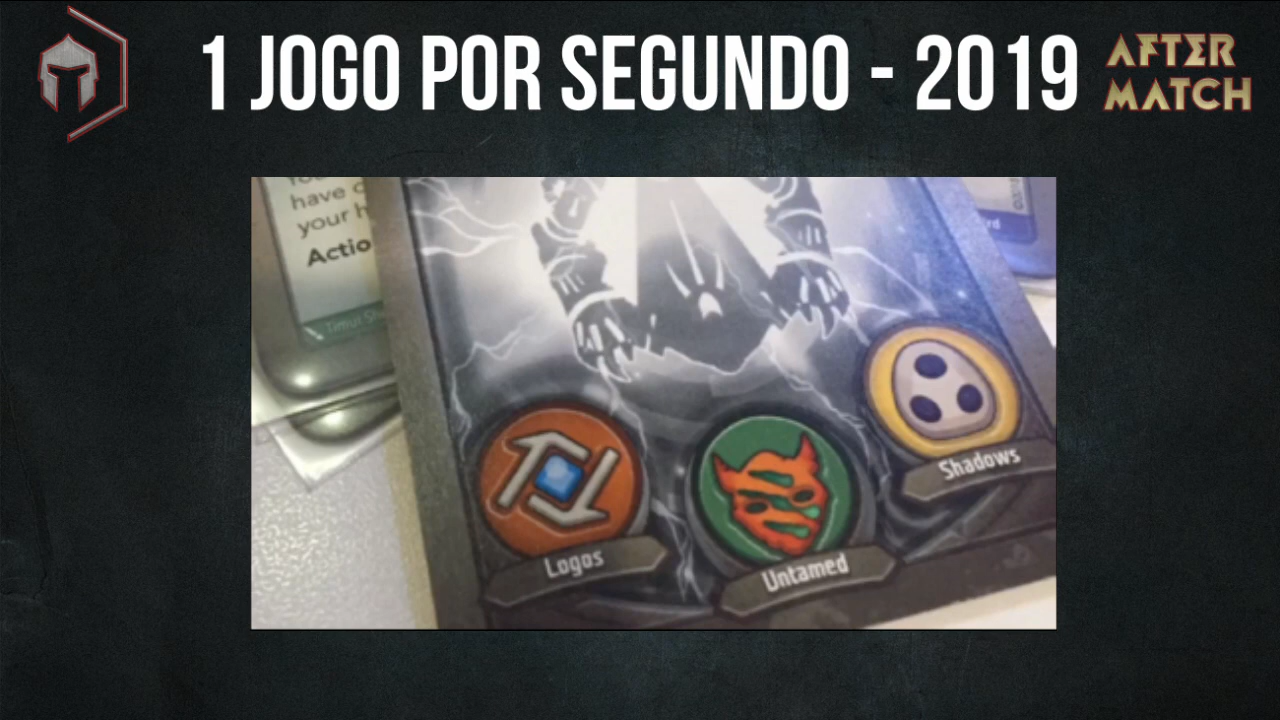 1 JOGO POR SEGUNDO - 2019
AFTER
MATCH
have
your
Actio
Shadows
Logos
Untamed